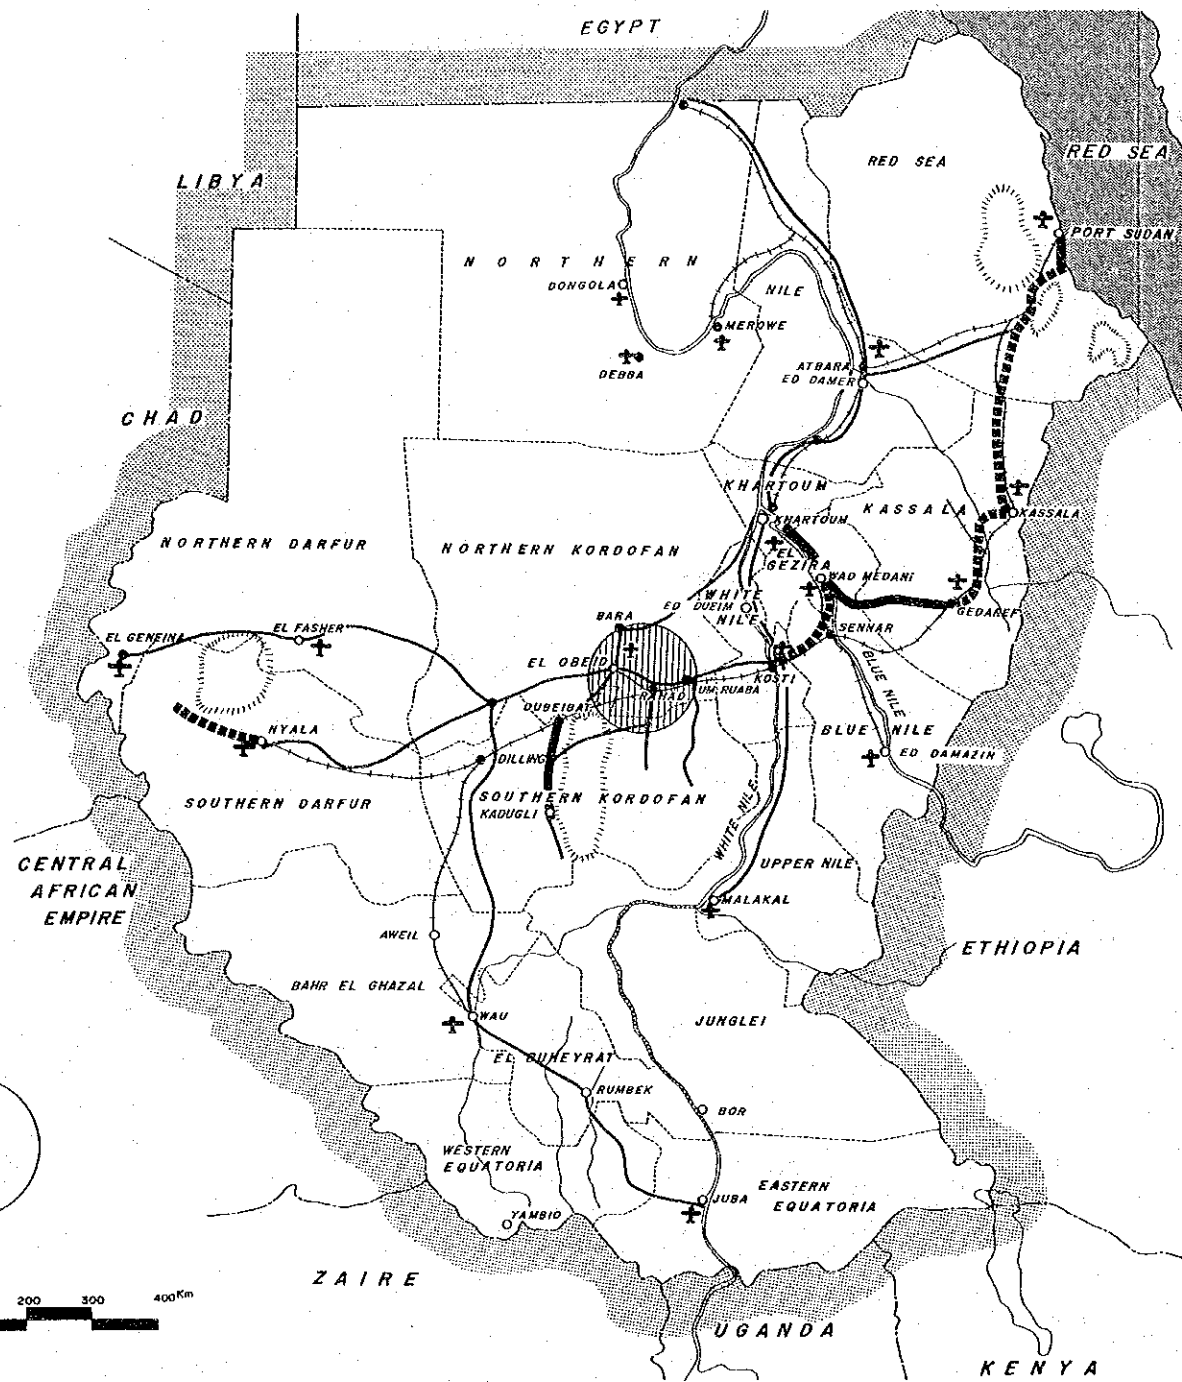 EGYPT
RED SEA
RED SEA
LIBYA
PORT SUDAN
NORTHERN
DONGOLA
NILE
MEROWE
DEBBA
ATBARA
ED DAMER
CHAD
KHARTOUM
KASSALA
KHARTOUM
KASSALA
NORTHERN DARFUR
NORTHERN KORDOFAN
EL
GEZIRA
WAD MEDANI
WHITE
NILE
ED DUEIM
GEDAREF
BARA
SENNAR
EL GENEINA
EL FASHER
EL OBEID
KOSTI
BLUE NILE
RAHAD
UM RUABA
DUBEIBAT
NYALA
BLUE NILE
ED DAMAZIN
DILLING
SOUTHERN DARFUR
SOUTHERN KORDOFAN
KADUGLI
WHITE-NILE
CENTRAL
AFRICAN
EMPIRE
UPPER NILE
MALAKAL
AWEIL
ETHIOPIA
BAHR EL GHAZAL
WAU
JUNGLEI
EL BUHEYRAT
RUMBEK
BOR
WESTERN
EQUATORIA
EASTERN
EQUATORIA
JUBA
YAMBIO
ZAIRE
200 300 400Km
UGANDA
KENYA